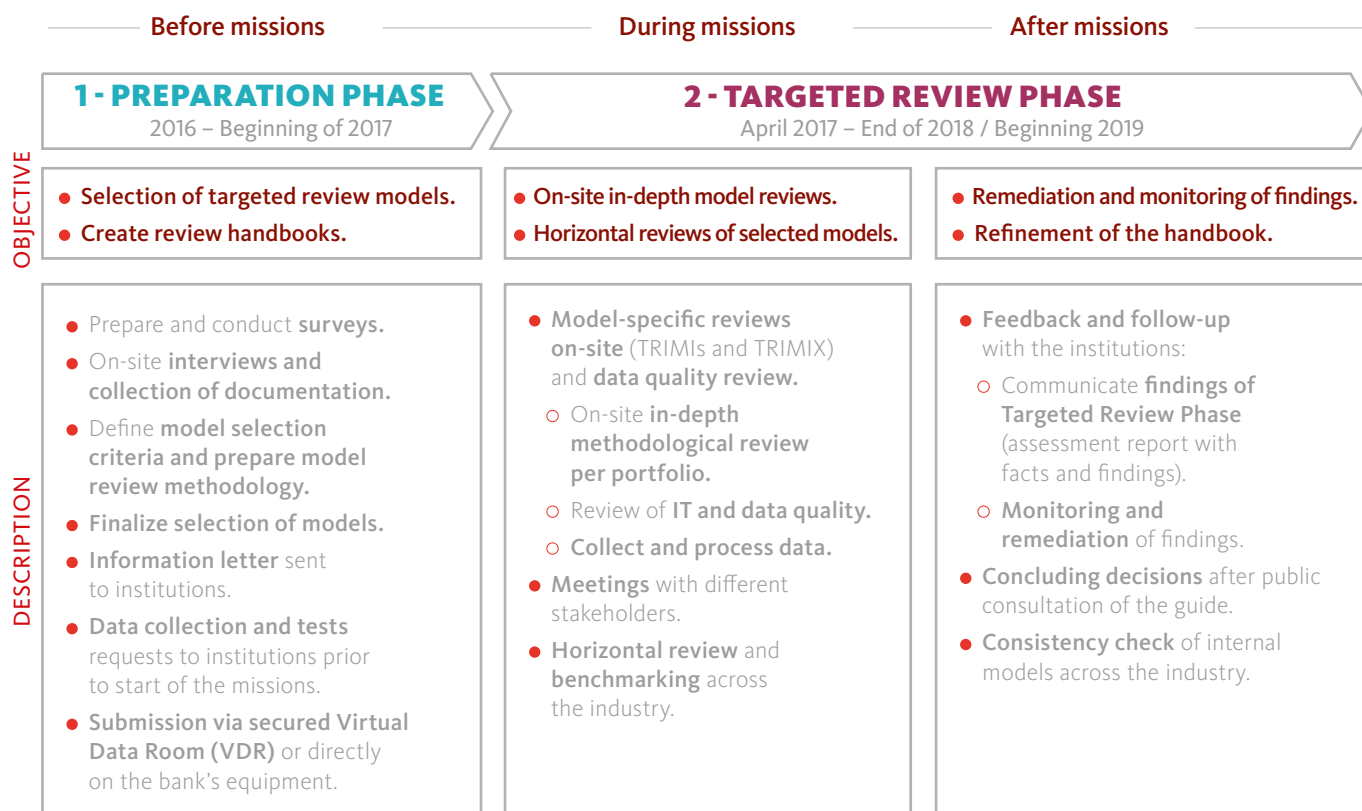 Before missions
During missions
After missions
1 - PREPARATION PHASE
2016 – Beginning of 2017
2 - TARGETED REVIEW PHASE
April 2017 – End of 2018 / Beginning 2019
OBJECTIVE
• Selection of targeted review models.
• Create review handbooks.
• On-site in-depth model reviews.
• Horizontal reviews of selected models.
• Remediation and monitoring of findings.
• Refinement of the handbook.
DESCRIPTION
• Prepare and conduct surveys.
• On-site interviews and
collection of documentation.
• Define model selection
criteria and prepare model
review methodology.
• Finalize selection of models.
• Information letter sent
to institutions.
• Data collection and tests
requests to institutions prior
to start of the missions.
• Submission via secured Virtual
Data Room (VDR) or directly
on the bank’s equipment.
• Model-specific reviews
on-site (TRIMIs and TRIMIX)
and data quality review.
○ On-site in-depth
methodological review
per portfolio.
○ Review of IT and data quality.
○ Collect and process data.
• Meetings with different
stakeholders.
• Horizontal review and
benchmarking across
the industry.
• Feedback and follow-up
with the institutions:
○ Communicate findings of
Targeted Review Phase
(assessment report with
facts and findings).
○ Monitoring and
remediation of findings.
• Concluding decisions after public
consultation of the guide.
• Consistency check of internal
models across the industry.